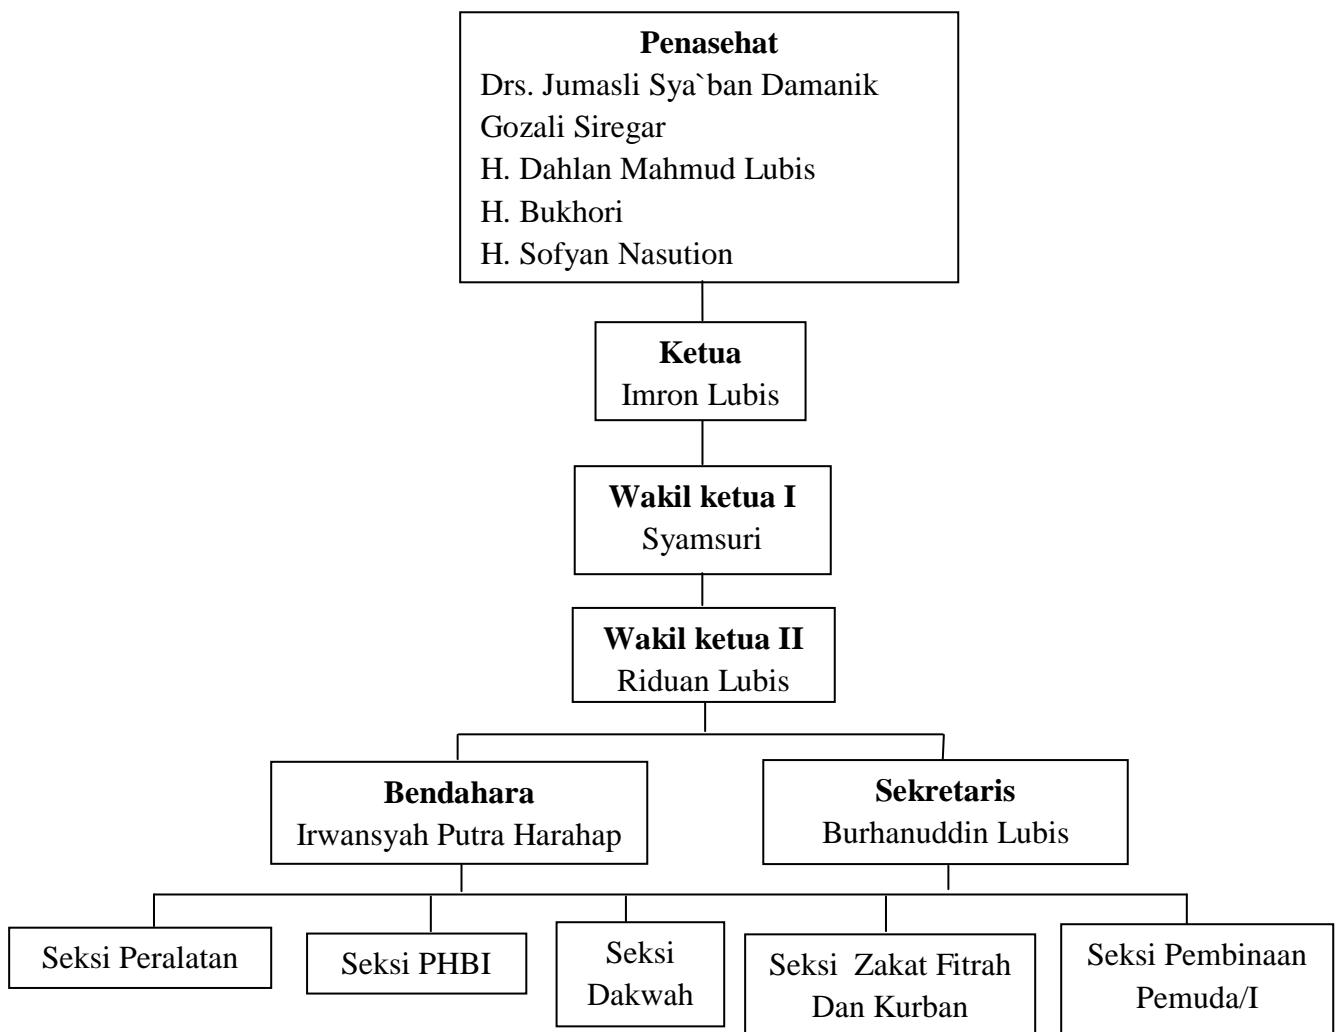 Penasehat
Drs. Jumasli Sya`ban Damanik
Gozali Siregar
H. Dahlan Mahmud Lubis
H. Bukhori
H. Sofyan Nasution
Ketua
Imron Lubis
Wakil ketua I
Syamsuri
Wakil ketua II
Riduan Lubis
Bendahara
Irwansyah Putra Harahap
Sekretaris
Burhanuddin Lubis
Seksi Peralatan
Seksi PHBI
Seksi
Dakwah
Seksi  Zakat Fitrah
Dan Kurban
Seksi Pembinaan
Pemuda/I